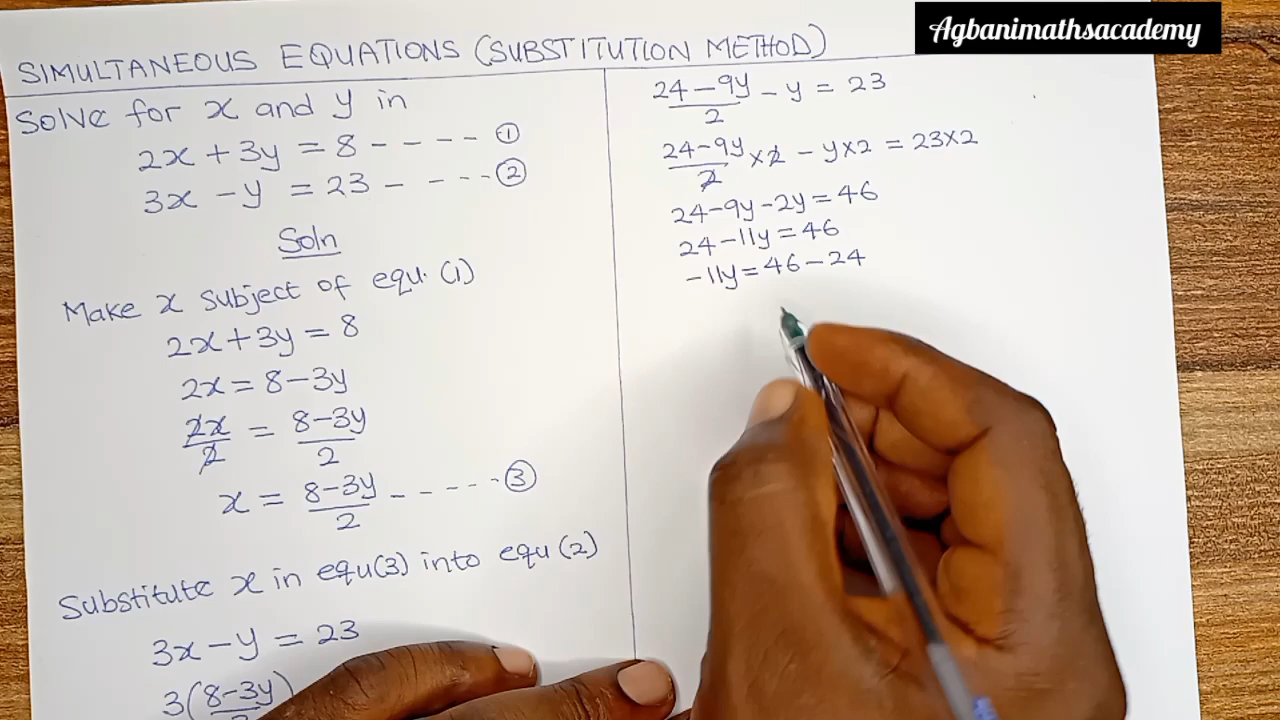 Agbanimathsacademy
SIMULTANEOUS EQUATIONS (SUBSTITUTION METHOD)
Solve for x and y in
2x + 3y = 8 - - - - ①
3x - y = 23 - - - - ②
Soln
Make x subject of equ. (1)
2x + 3y = 8
2x = 8 - 3y
2x/2 = 8-3y/2
x = 8-3y/2 - - - - - ③
Substitute x in equ(3) into equ (2)
3x - y = 23
3(8-3y
24-9y/2 - y = 23
24-9y/2 × 2 - y×2 = 23×2
24-9y-2y = 46
24-11y = 46
-11y = 46-24